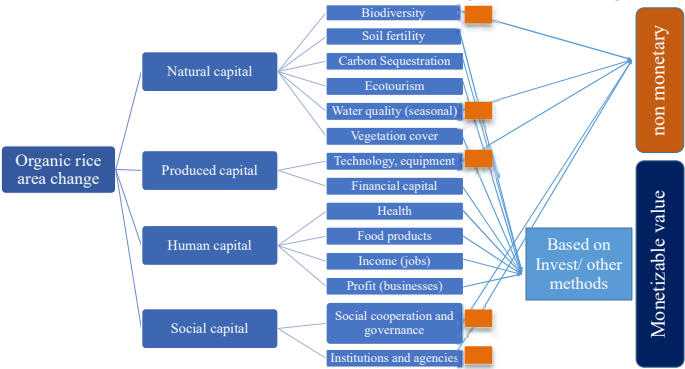 Organic rice
area change
Natural capital
Produced capital
Human capital
Social capital
Biodiversity
Soil fertility
Carbon Sequestration
Ecotourism
Water quality (seasonal)
Vegetation cover
Technology, equipment
Financial capital
Health
Food products
Income (jobs)
Profit (businesses)
Social cooperation and
governance
Institutions and agencies
Based on
Invest/ other
methods
non monetary
Monetizable value